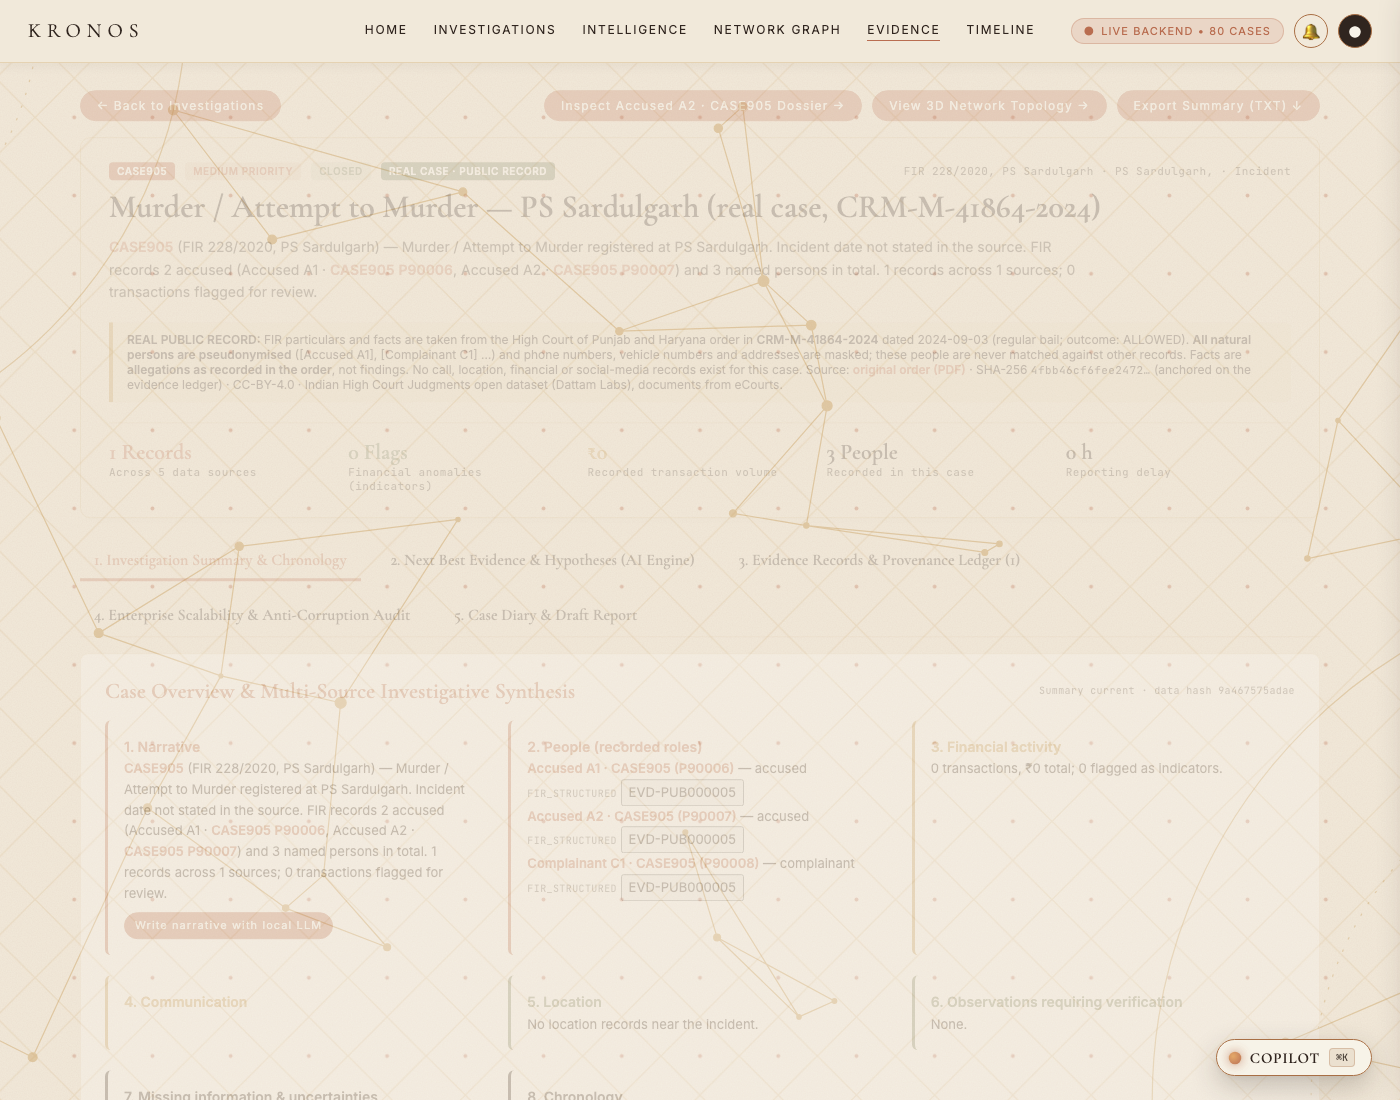 KRONOS
HOME INVESTIGATIONS INTELLIGENCE NETWORK GRAPH EVIDENCE TIMELINE
LIVE BACKEND • 80 CASES
← Back to Investigations
Inspect Accused A2 · CASE905 Dossier →
View 3D Network Topology →
Export Summary (TXT) ↓
CASE905 MEDIUM PRIORITY CLOSED REAL CASE · PUBLIC RECORD
FIR 228/2020, PS Sardulgarh · PS Sardulgarh, · Incident
Murder / Attempt to Murder — PS Sardulgarh (real case, CRM-M-41864-2024)
CASE905 (FIR 228/2020, PS Sardulgarh) — Murder / Attempt to Murder registered at PS Sardulgarh. Incident date not stated in the source. FIR
records 2 accused (Accused A1 · CASE905 P90006, Accused A2 · CASE905 P90007) and 3 named persons in total. 1 records across 1 sources; 0
transactions flagged for review.
REAL PUBLIC RECORD: FIR particulars and facts are taken from the High Court of Punjab and Haryana order in CRM-M-41864-2024 dated 2024-09-03 (regular bail; outcome: ALLOWED). All natural
persons are pseudonymised ([Accused A1], [Complainant C1] …) and phone numbers, vehicle numbers and addresses are masked; these people are never matched against other records. Facts are
allegations as recorded in the order, not findings. No call, location, financial or social-media records exist for this case. Source: original order (PDF) · SHA-256 4fbb46cf6fee2472… (anchored on the
evidence ledger) · CC-BY-4.0 · Indian High Court Judgments open dataset (Dattam Labs), documents from eCourts.
1 Records
Across 5 data sources
0 Flags
Financial anomalies
(indicators)
₹0
Recorded transaction volume
3 People
Recorded in this case
0 h
Reporting delay
1. Investigation Summary & Chronology
2. Next Best Evidence & Hypotheses (AI Engine)
3. Evidence Records & Provenance Ledger (1)
4. Enterprise Scalability & Anti-Corruption Audit
5. Case Diary & Draft Report
Case Overview & Multi-Source Investigative Synthesis
Summary current · data hash 9a467575adae
1. Narrative
CASE905 (FIR 228/2020, PS Sardulgarh) — Murder /
Attempt to Murder registered at PS Sardulgarh. Incident
date not stated in the source. FIR records 2 accused
(Accused A1 · CASE905 P90006, Accused A2 ·
CASE905 P90007) and 3 named persons in total. 1
records across 1 sources; 0 transactions flagged for
review.
Write narrative with local LLM
2. People (recorded roles)
Accused A1 · CASE905 (P90006) — accused
FIR_STRUCTURED EVD-PUB000005
Accused A2 · CASE905 (P90007) — accused
FIR_STRUCTURED EVD-PUB000005
Complainant C1 · CASE905 (P90008) — complainant
FIR_STRUCTURED EVD-PUB000005
3. Financial activity
0 transactions, ₹0 total; 0 flagged as indicators.
4. Communication
5. Location
No location records near the incident.
6. Observations requiring verification
None.
COPILOT ⌘K
7. Missing information & uncertainties
8. Chronology